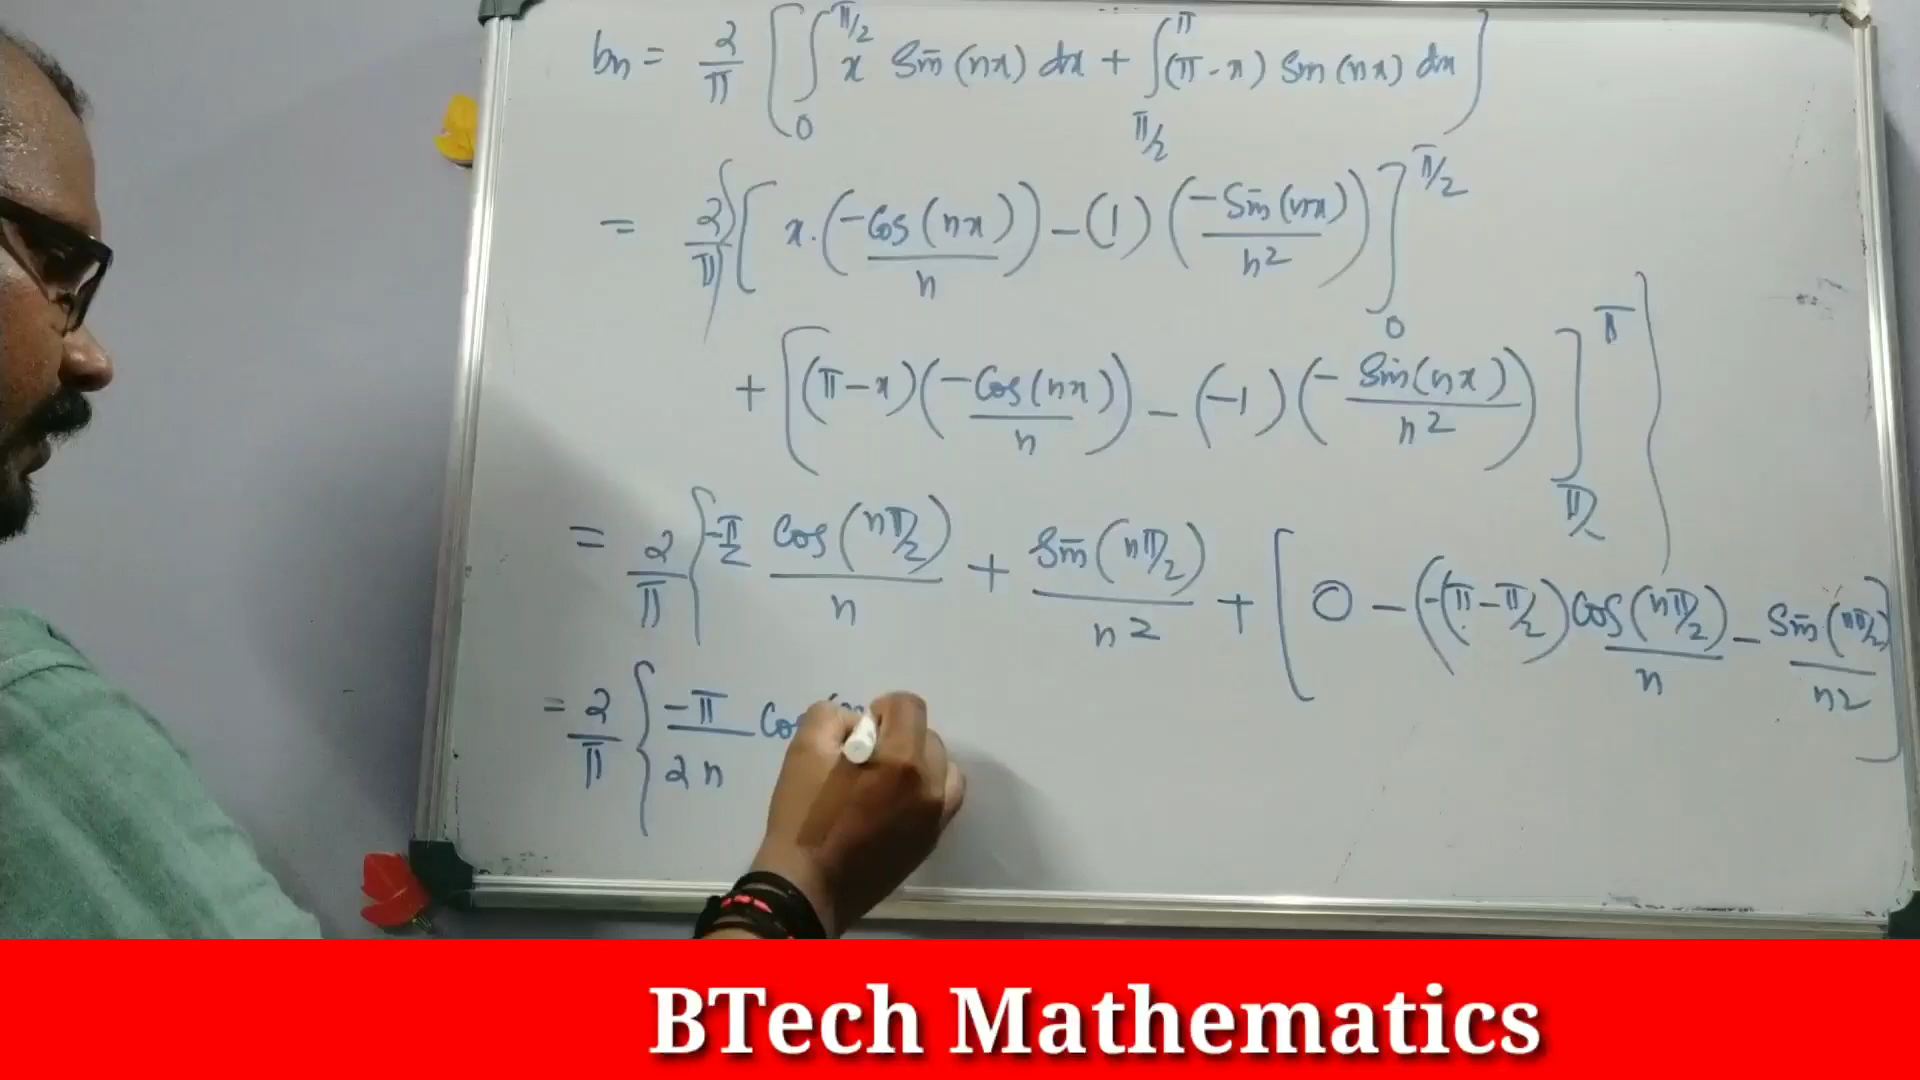 bn = 2/π [ ∫₀^{π/2} x Sin (nx) dx + ∫_{π/2}^{π} (π - x) Sin (nx) dx ]
= 2/π { [ x. (-Cos (nx)/n) - (1) (-Sin (nx)/n2) ]₀^{π/2}
+ [ (π-x) (-Cos (nx)/n) - (-1) (- Sin (nx)/n2) ]_{π/2}^{π} }
= 2/π { -π/2 Cos (nπ/2)/n + Sin (nπ/2)/n2 + [ 0 - (-(π-π/2) Cos (nπ/2)/n - Sin (nπ/2)/n2 ]
= 2/π { -π/2n
BTech Mathematics